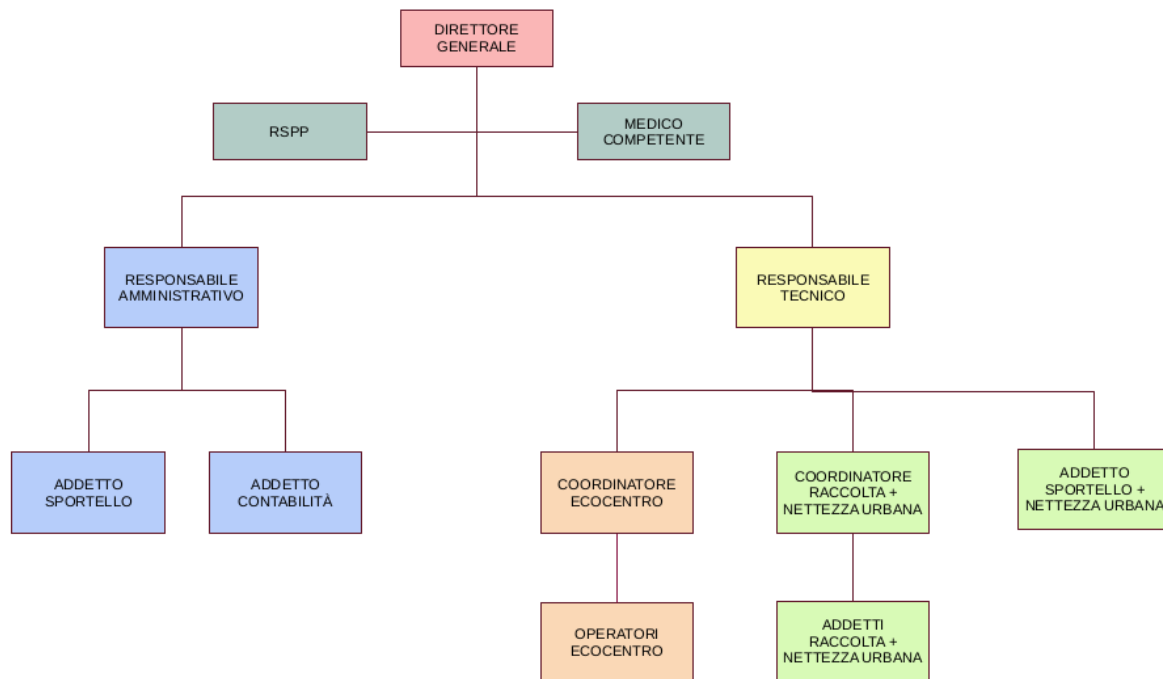 DIRETTORE
GENERALE
RSPP
MEDICO
COMPETENTE
RESPONSABILE
AMMINISTRATIVO
RESPONSABILE
TECNICO
ADDETTO
SPORTELLO
ADDETTO
CONTABILITÀ
COORDINATORE
ECOCENTRO
COORDINATORE
RACCOLTA +
NETTEZZA URBANA
ADDETTO
SPORTELLO +
NETTEZZA URBANA
OPERATORI
ECOCENTRO
ADDETTI
RACCOLTA +
NETTEZZA URBANA